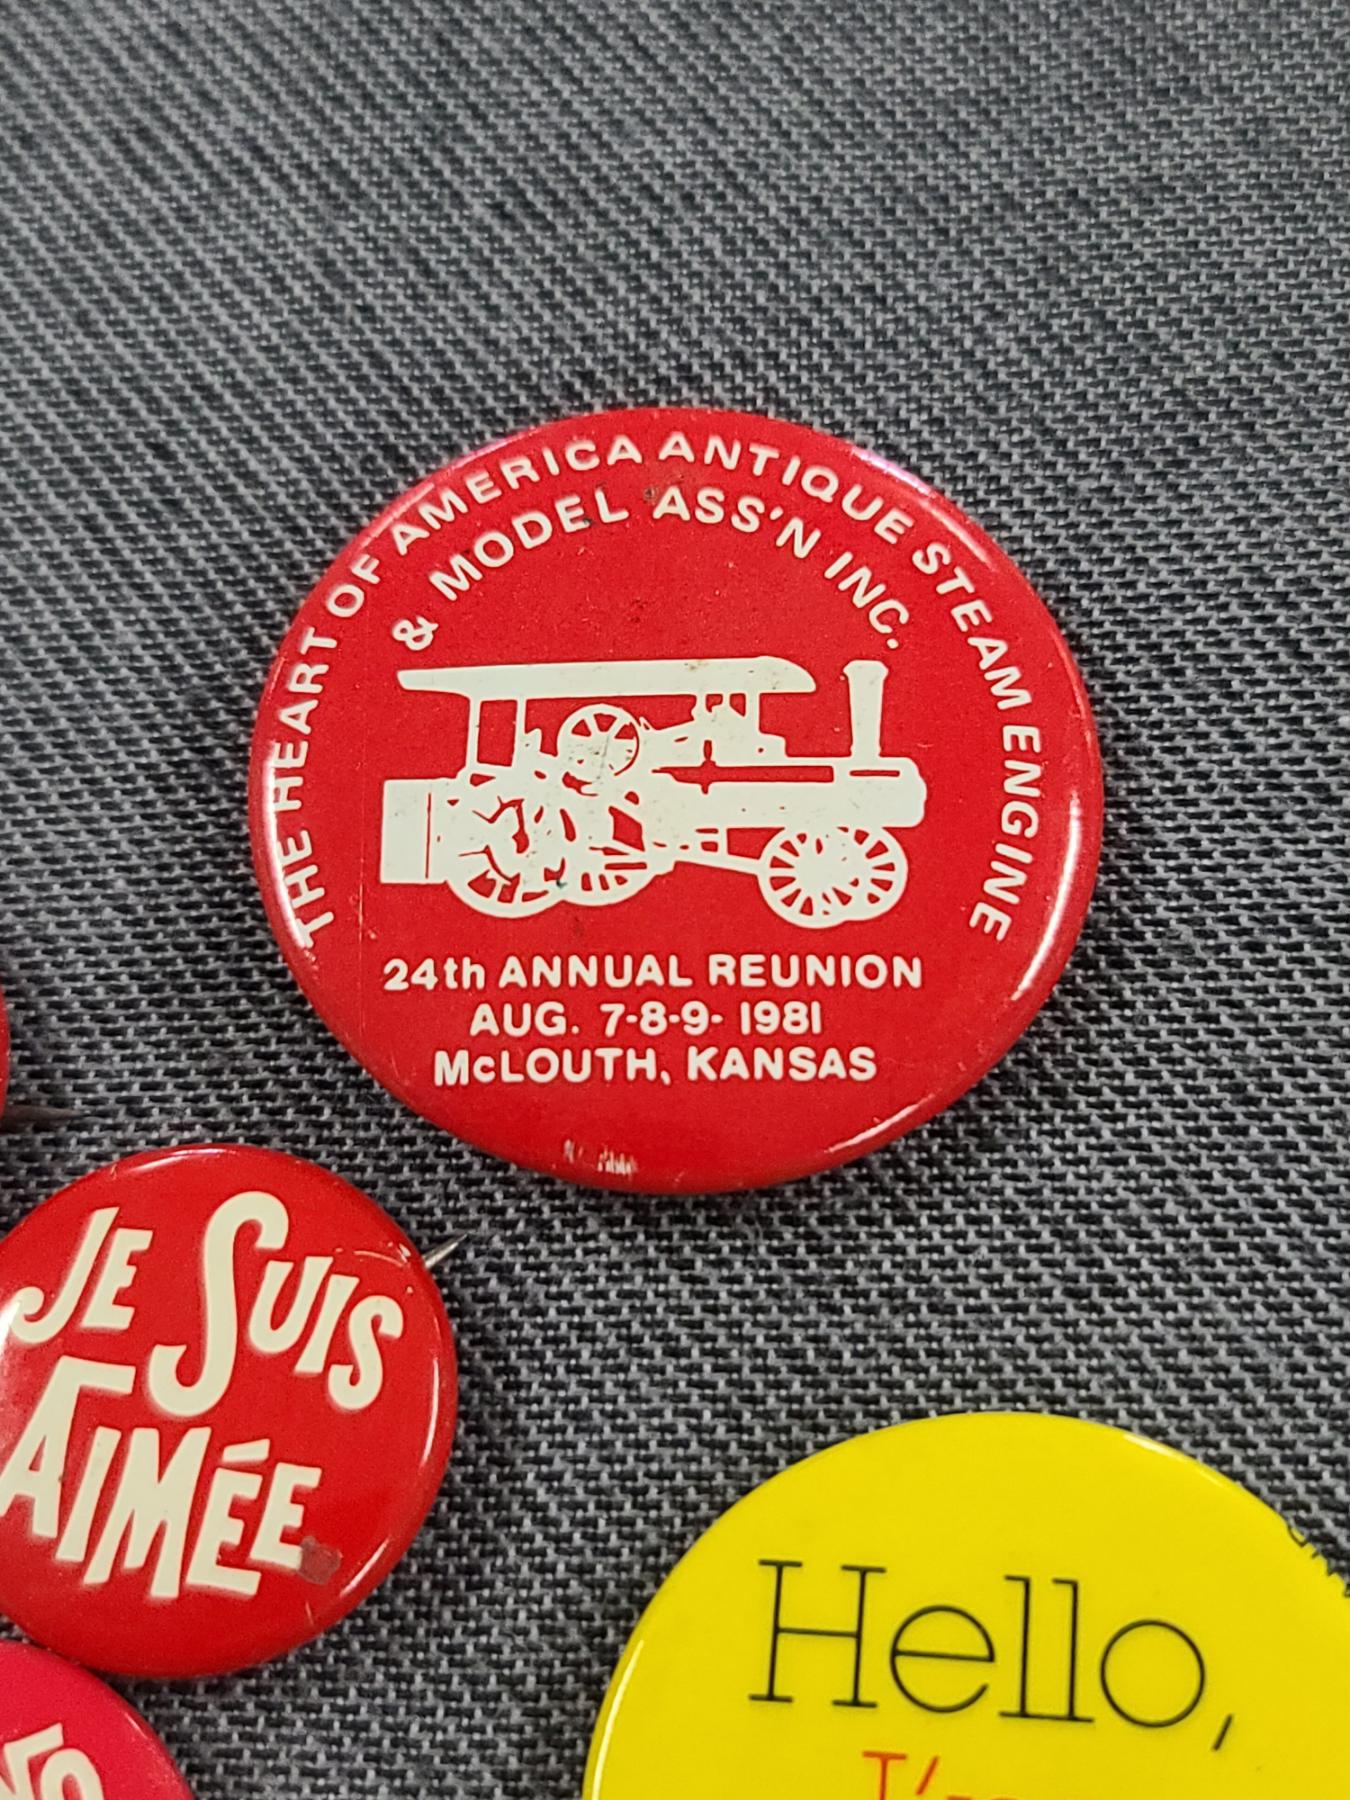 THE HEART OF AMERICA ANTIQUE STEAM ENGINE
& MODEL ASS'N INC.
24th ANNUAL REUNION
AUG. 7-8-9- 1981
McLOUTH, KANSAS
JE SUIS
AIMÉE
Hello,